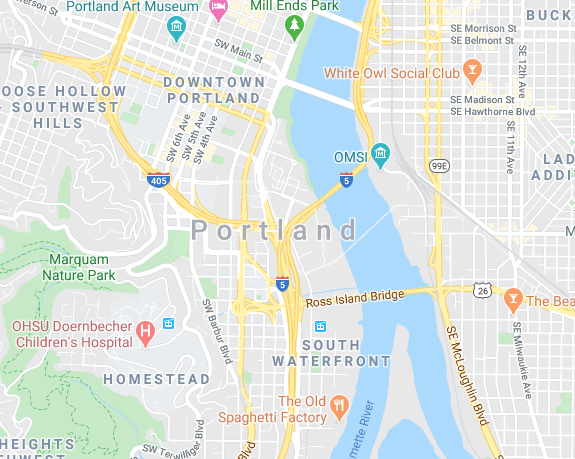 Portland Art Museum
Mill Ends Park
BUCK
SE Morrison St
SE Belmont St
SW Main St
SE 12th Ave
White Owl Social Club
DOWNTOWN
PORTLAND
OOSE HOLLOW
- SOUTHWEST
HILLS
SE Madison St
SE Hawthorne Blvd
SW 6th Ave
SW 5th Ave
SW 4th Ave
SE 11th Ave
OMSI
99E
LAD
ADDITI
405
5
Portland
M
Marquam
Nature Park
5
26
Ross Island Bridge
The Bea
SW Barbur Blvd
OHSU Doernbecher
Children's Hospital
H
SOUTH
WATERFRONT
SE McLoughlin Blvd
SE Milwaukie Ave
HOMESTEAD
The Old
Spaghetti Factory
mette River
SW Terwilliger Blvd
Blvd
HEIGHTS